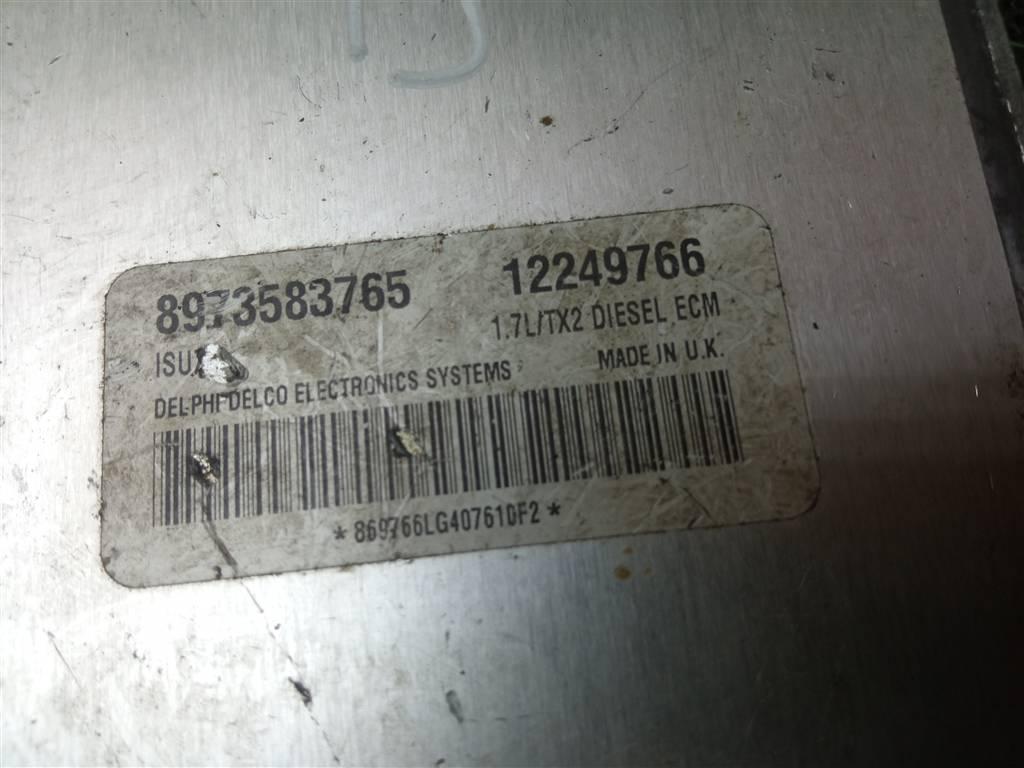 8973583765 12249766
1.7L/TX2 DIESEL ECM
MADE IN U.K.
DELPHI DELCO ELECTRONICS SYSTEMS
*869766LG407610F2*